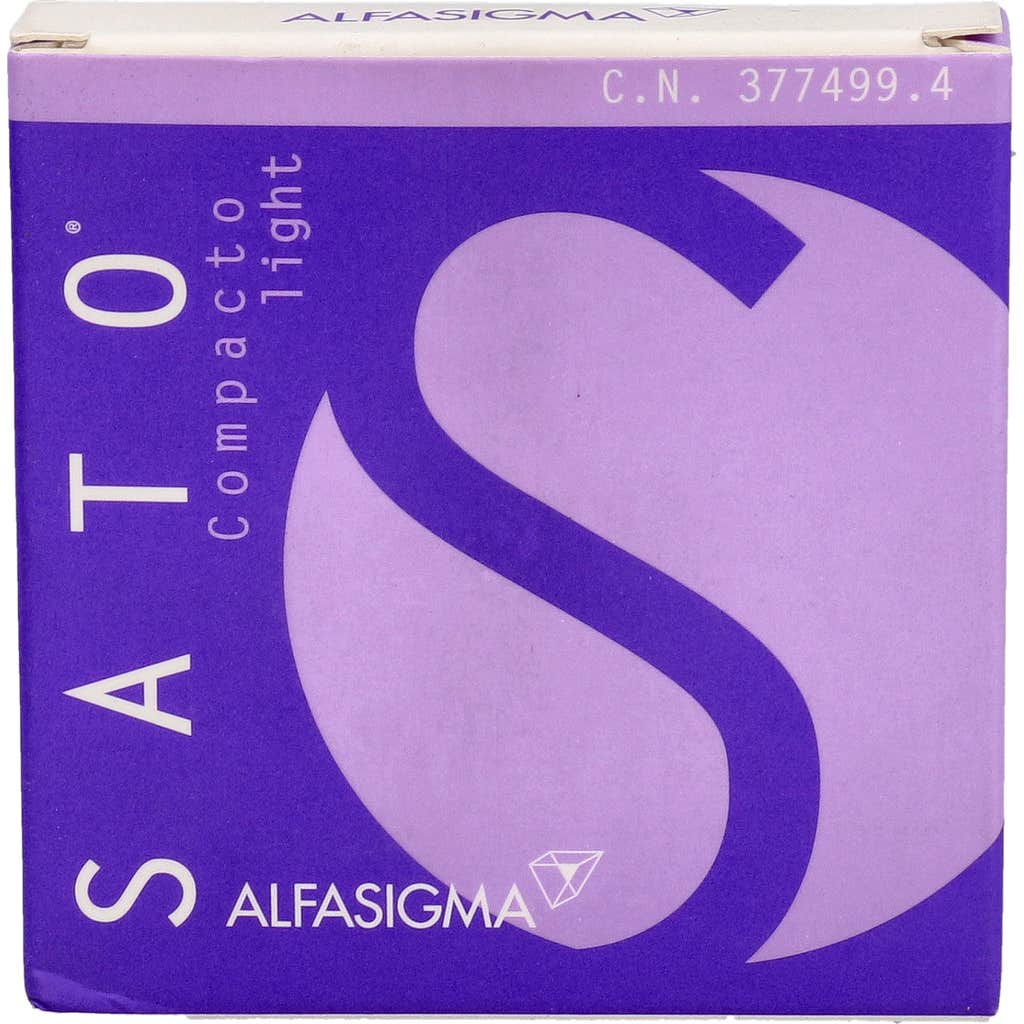 ALFASIGMA
C.N. 377499.4
SATO®
Compacto
light
ALFASIGMA